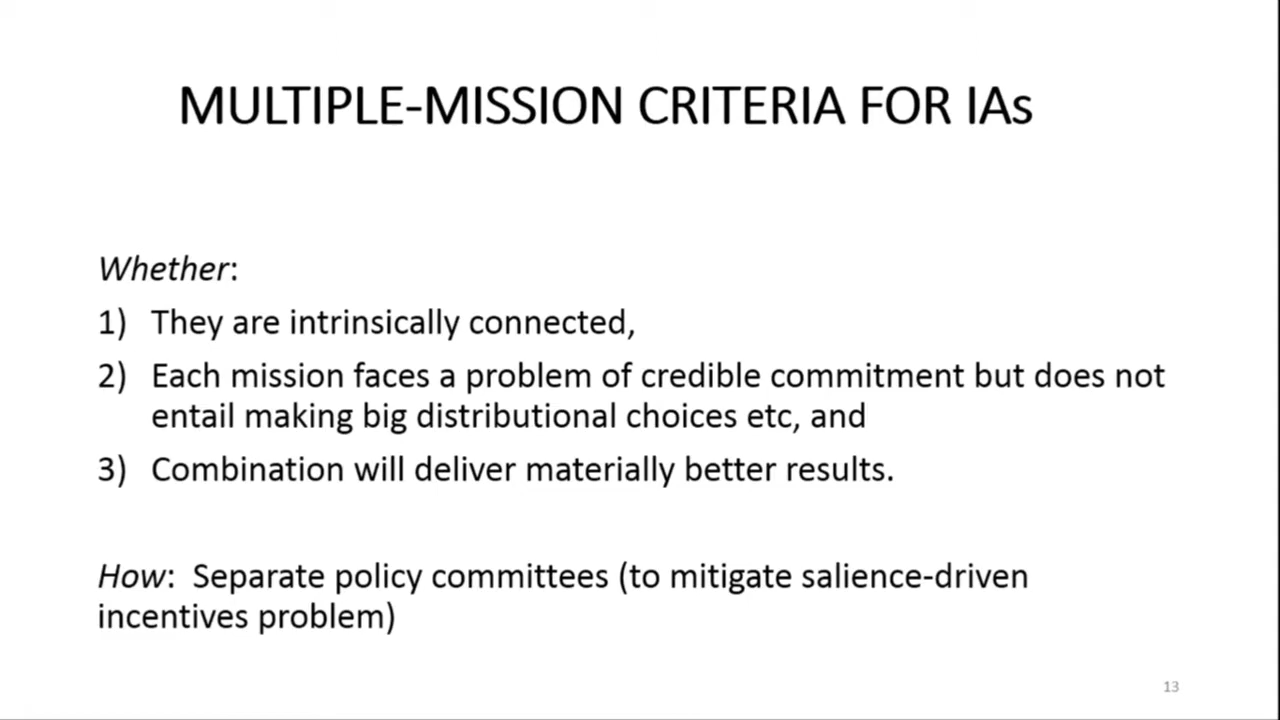 MULTIPLE-MISSION CRITERIA FOR IAs
Whether:
1) They are intrinsically connected,
2) Each mission faces a problem of credible commitment but does not
entail making big distributional choices etc, and
3) Combination will deliver materially better results.
How: Separate policy committees (to mitigate salience-driven
incentives problem)
13